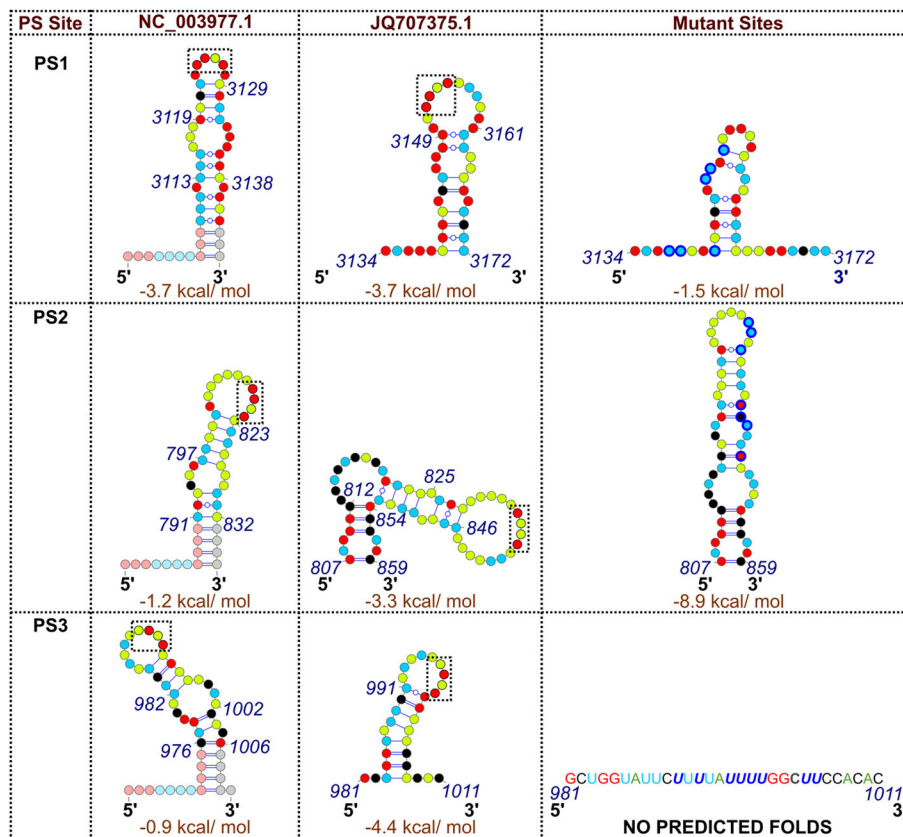 PS Site NC_003977.1 JQ707375.1 Mutant Sites
PS1
3129
3119
3113 3138
5' 3'
-3.7 kcal/ mol
3149 3161
3134 3172
5' 3'
-3.7 kcal/ mol
3134 3172
5' 3'
-1.5 kcal/ mol
PS2
823
797
791 832
5' 3'
-1.2 kcal/ mol
825
812
854 846
807 859
5' 3'
-3.3 kcal/ mol
807 859
5' 3'
-8.9 kcal/ mol
PS3
982 1002
976 1006
5' 3'
-0.9 kcal/ mol
991
981 1011
5' 3'
-4.4 kcal/ mol
GCUGGUAUUCUUUUAUUUUGGCUUCCACAC
981 1011
5' 3'
NO PREDICTED FOLDS